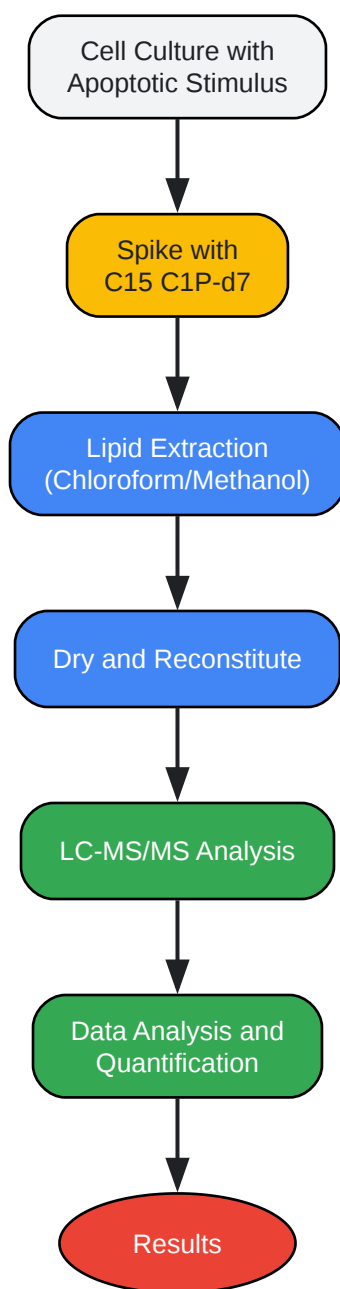 Cell Culture with
Apoptotic Stimulus
Spike with
C15 C1P-d7
Lipid Extraction
(Chloroform/Methanol)
Dry and Reconstitute
LC-MS/MS Analysis
Data Analysis and
Quantification
Results